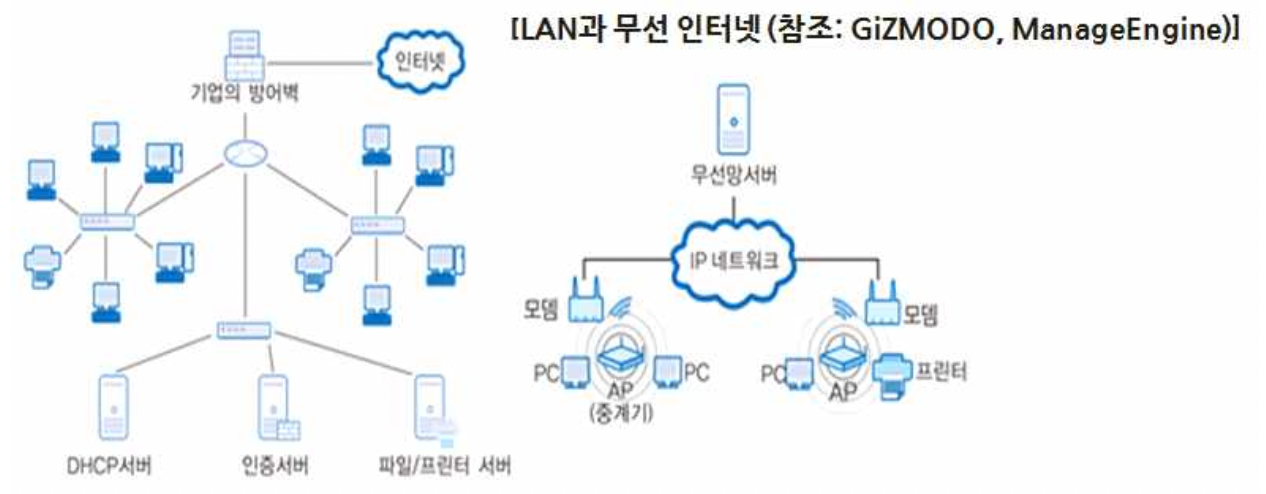 [LAN과 무선 인터넷 (참조: GiZMODO, ManageEngine)]
인터넷
기업의 방어벽
DHCP서버
인증서버
파일/프린터 서버
무선망서버
IP 네트워크
모뎀
모뎀
PC
PC
AP
(중계기)
PC
AP
프린터